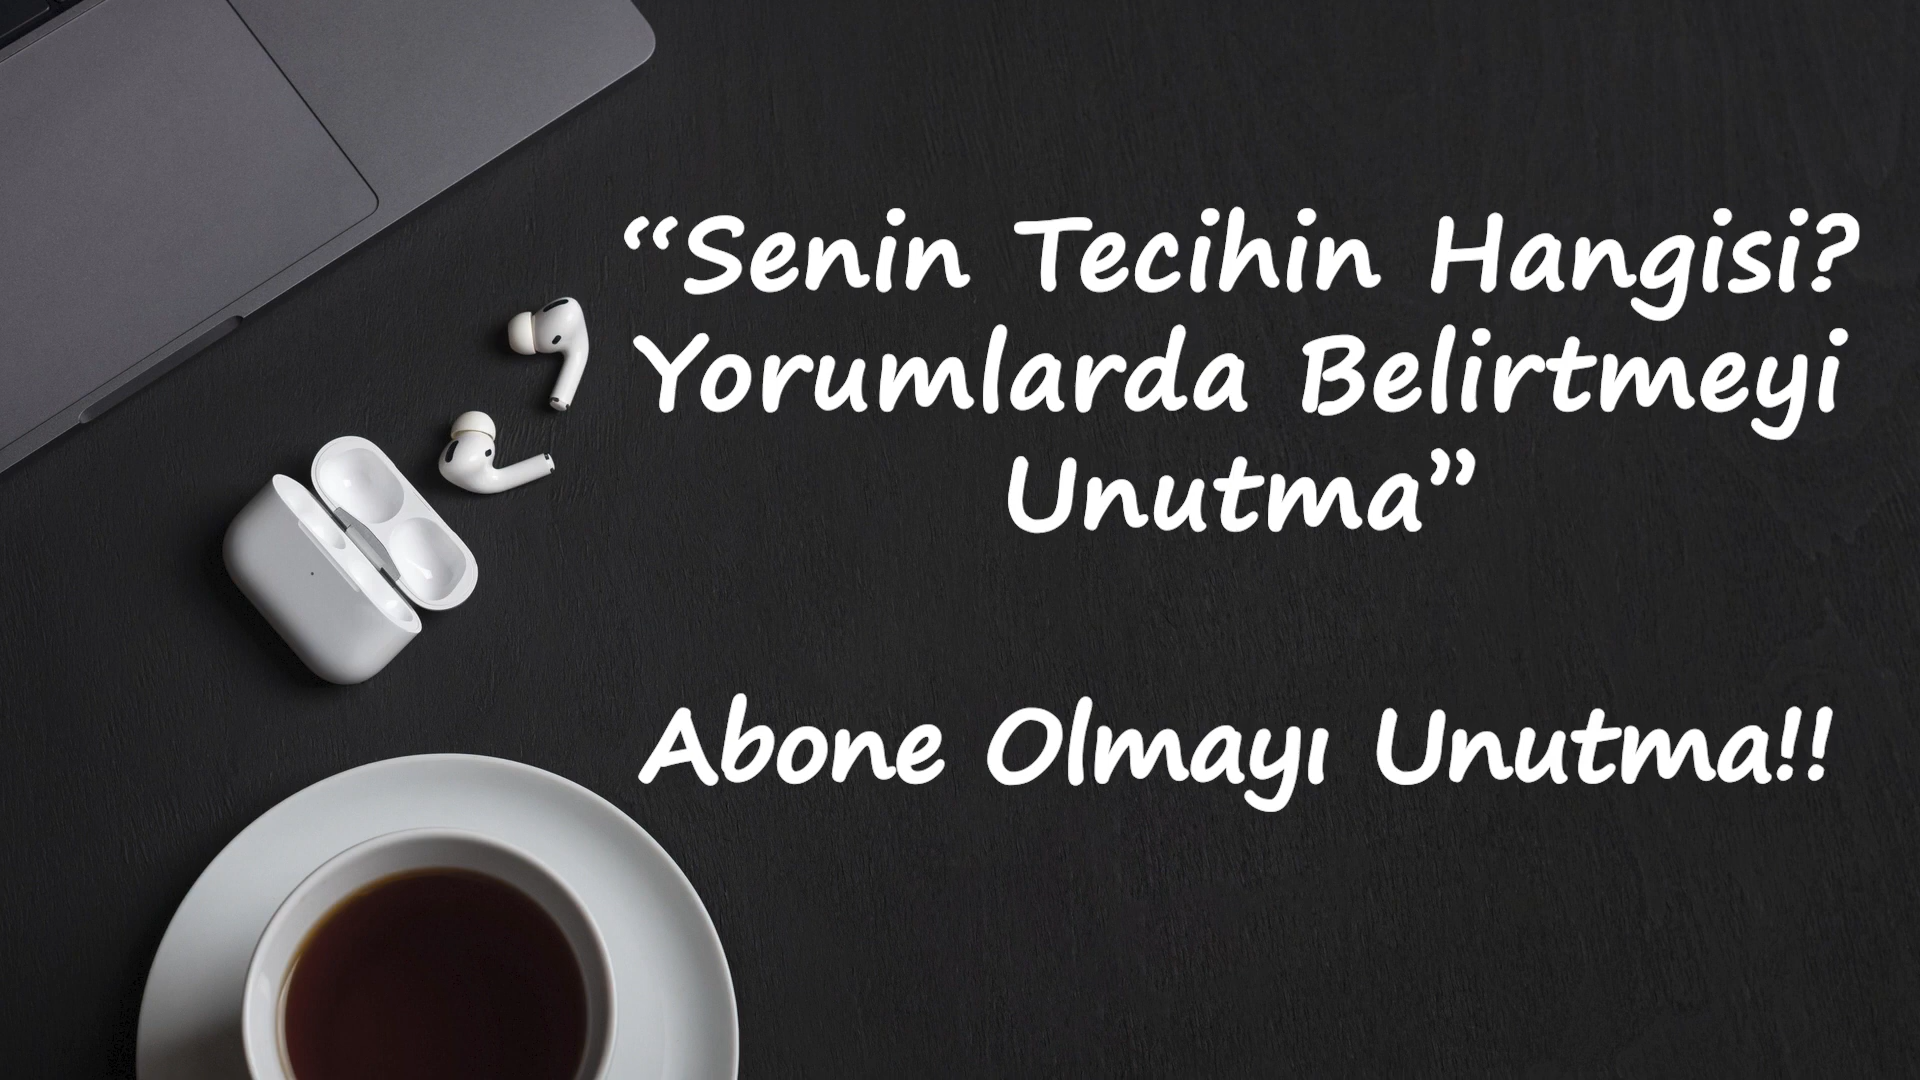 “Senin Tecihin Hangisi?
Yorumlarda Belirtmeyi
Unutma”
Abone Olmayı Unutma!!